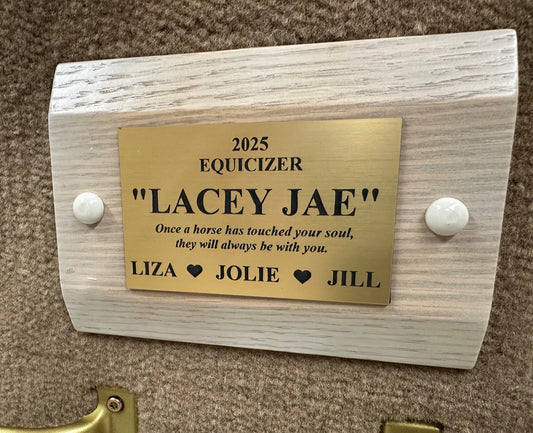 2025
EQUICIZER
"LACEY JAE"
Once a horse has touched your soul,
they will always be with you.
LIZA ♥ JOLIE ♥ JILL